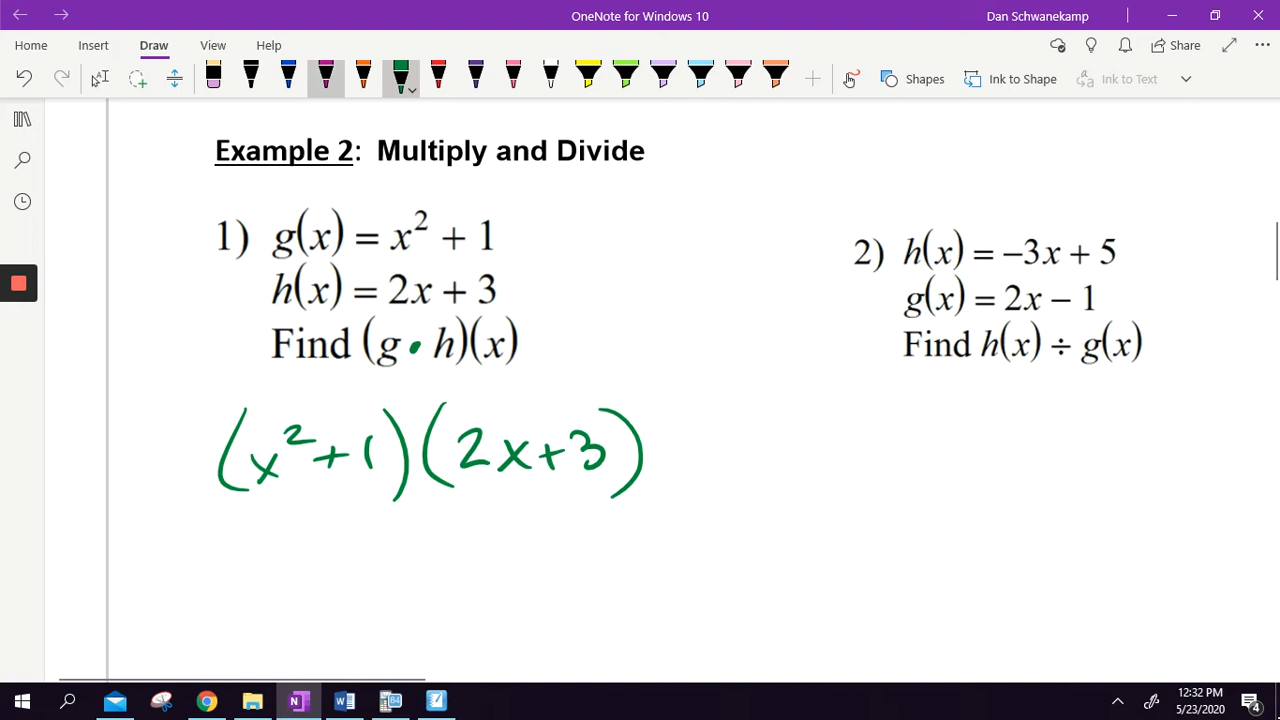 OneNote for Windows 10
Dan Schwanekamp
Home
Insert
Draw
View
Help
Share
Shapes
Ink to Shape
Ink to Text
Example 2: Multiply and Divide
1) g(x) = x² + 1
h(x) = 2x + 3
Find (g • h)(x)
2) h(x) = −3x + 5
g(x) = 2x − 1
Find h(x) ÷ g(x)
(x²+1)(2x+3)
12:32 PM
5/23/2020
4